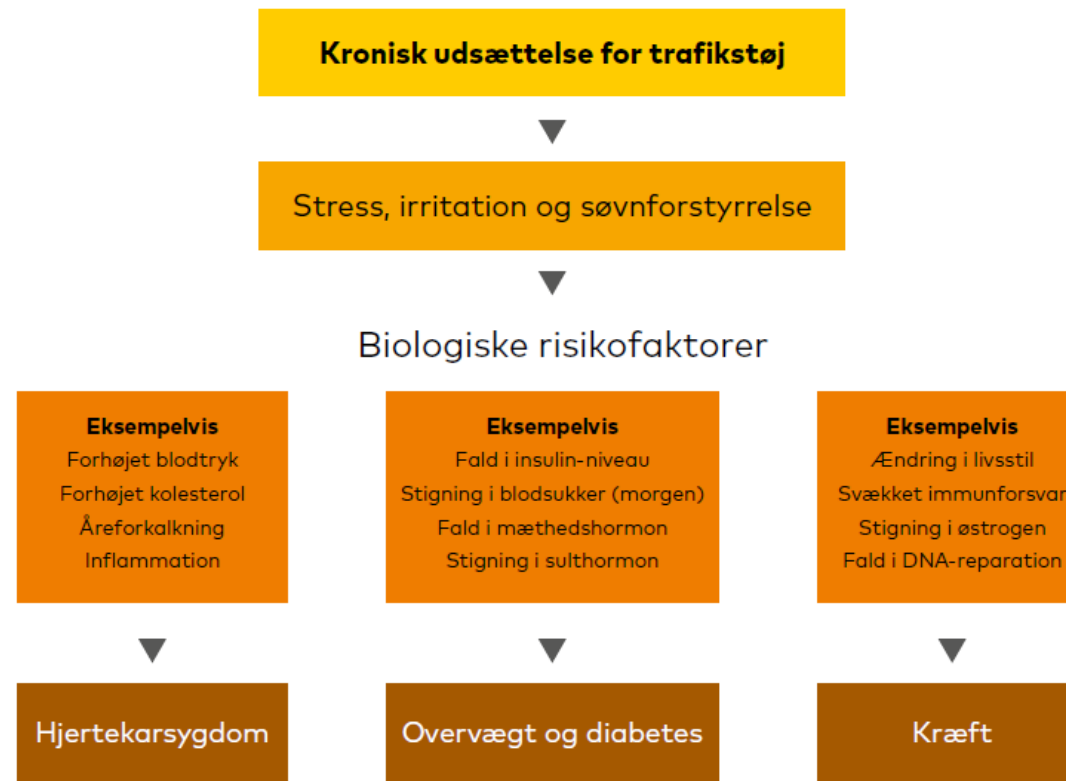 Kronisk udsættelse for trafikstøj
Stress, irritation og søvnforstyrrelse
Biologiske risikofaktorer
Eksempelvis
Forhøjet blodtryk
Forhøjet kolesterol
Åreforkalkning
Inflammation
Eksempelvis
Fald i insulin-niveau
Stigning i blodsukker (morgen)
Fald i mæthedshormon
Stigning i sulthormon
Eksempelvis
Ændring i livsstil
Svækket immunforsvar
Stigning i østrogen
Fald i DNA-reparation
Hjertekarsygdom
Overvægt og diabetes
Kræft